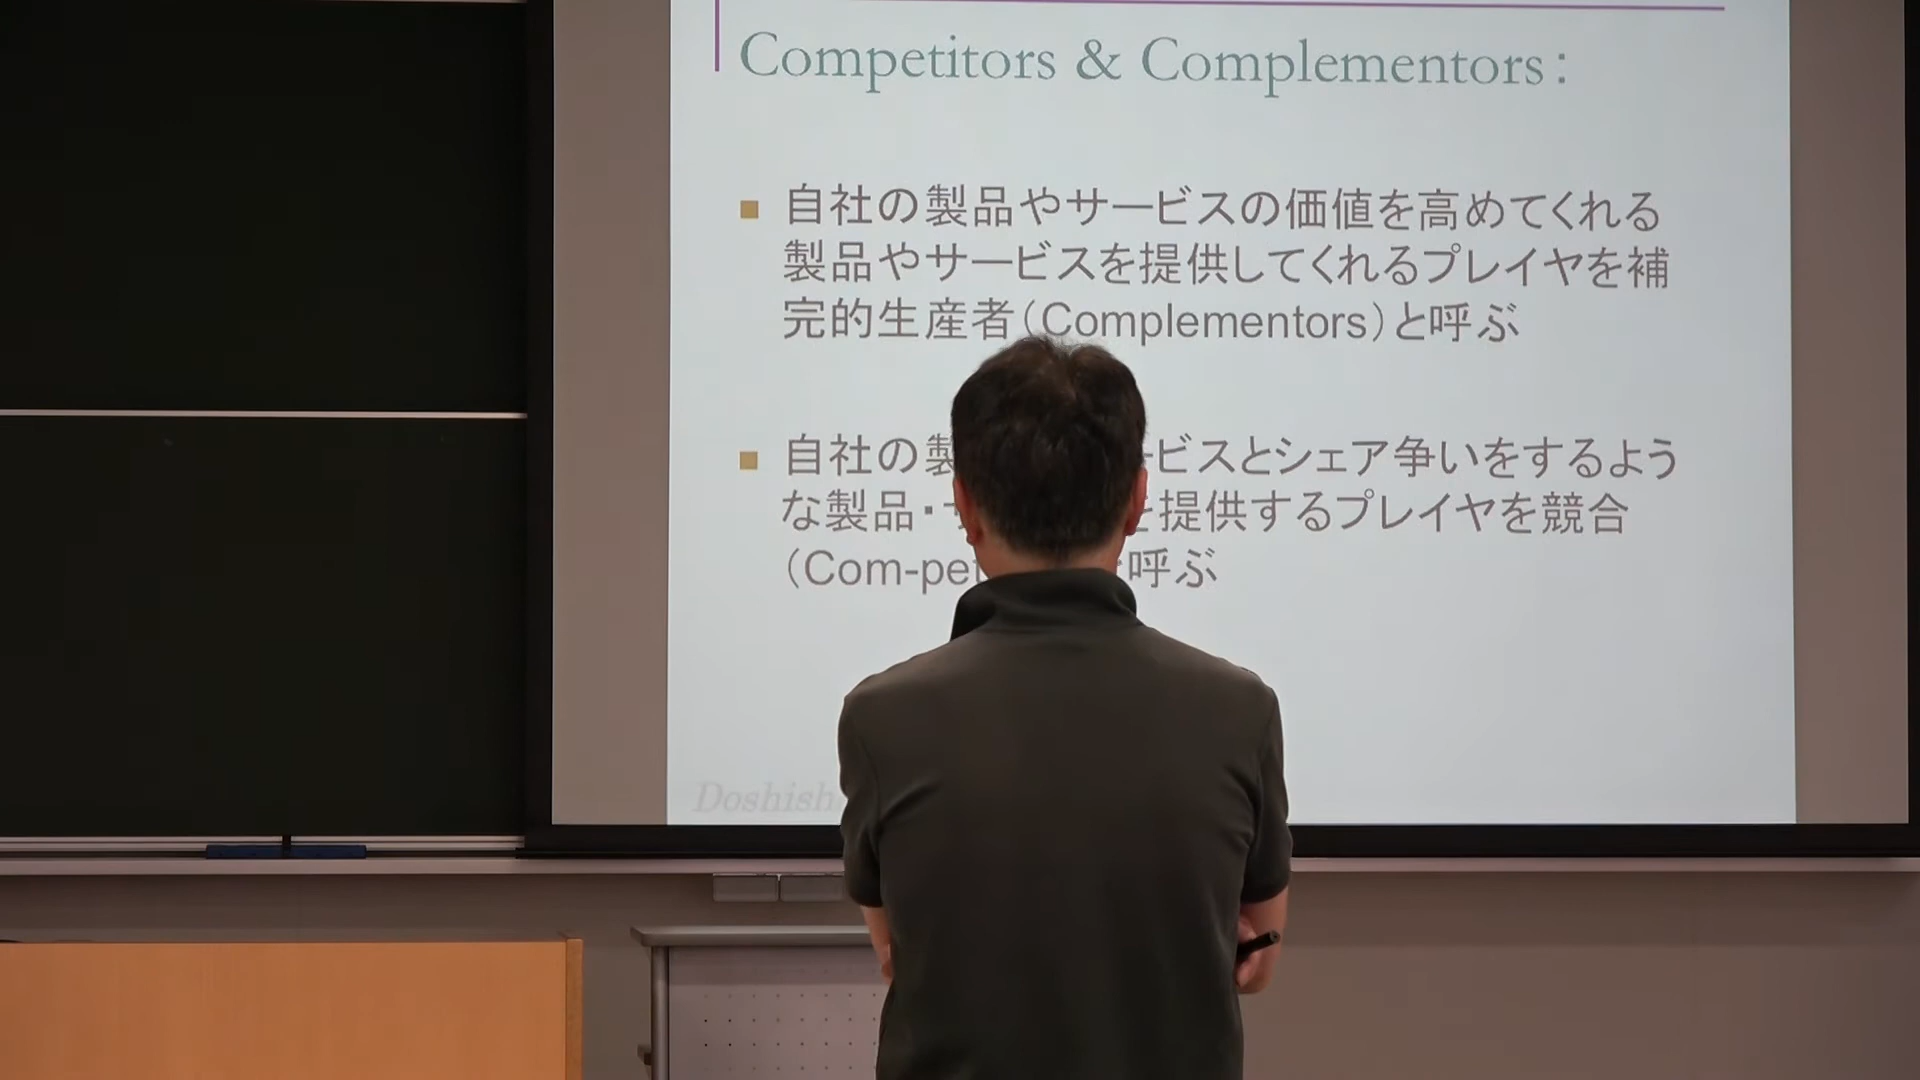 Competitors & Complementors:
自社の製品やサービスの価値を高めてくれる
製品やサービスを提供してくれるプレイヤを補
完的生産者(Complementors)と呼ぶ
自社の製 ービスとシェア争いをするよう
な製品・ 提供するプレイヤを競合
(Com-pet 呼ぶ
Doshish